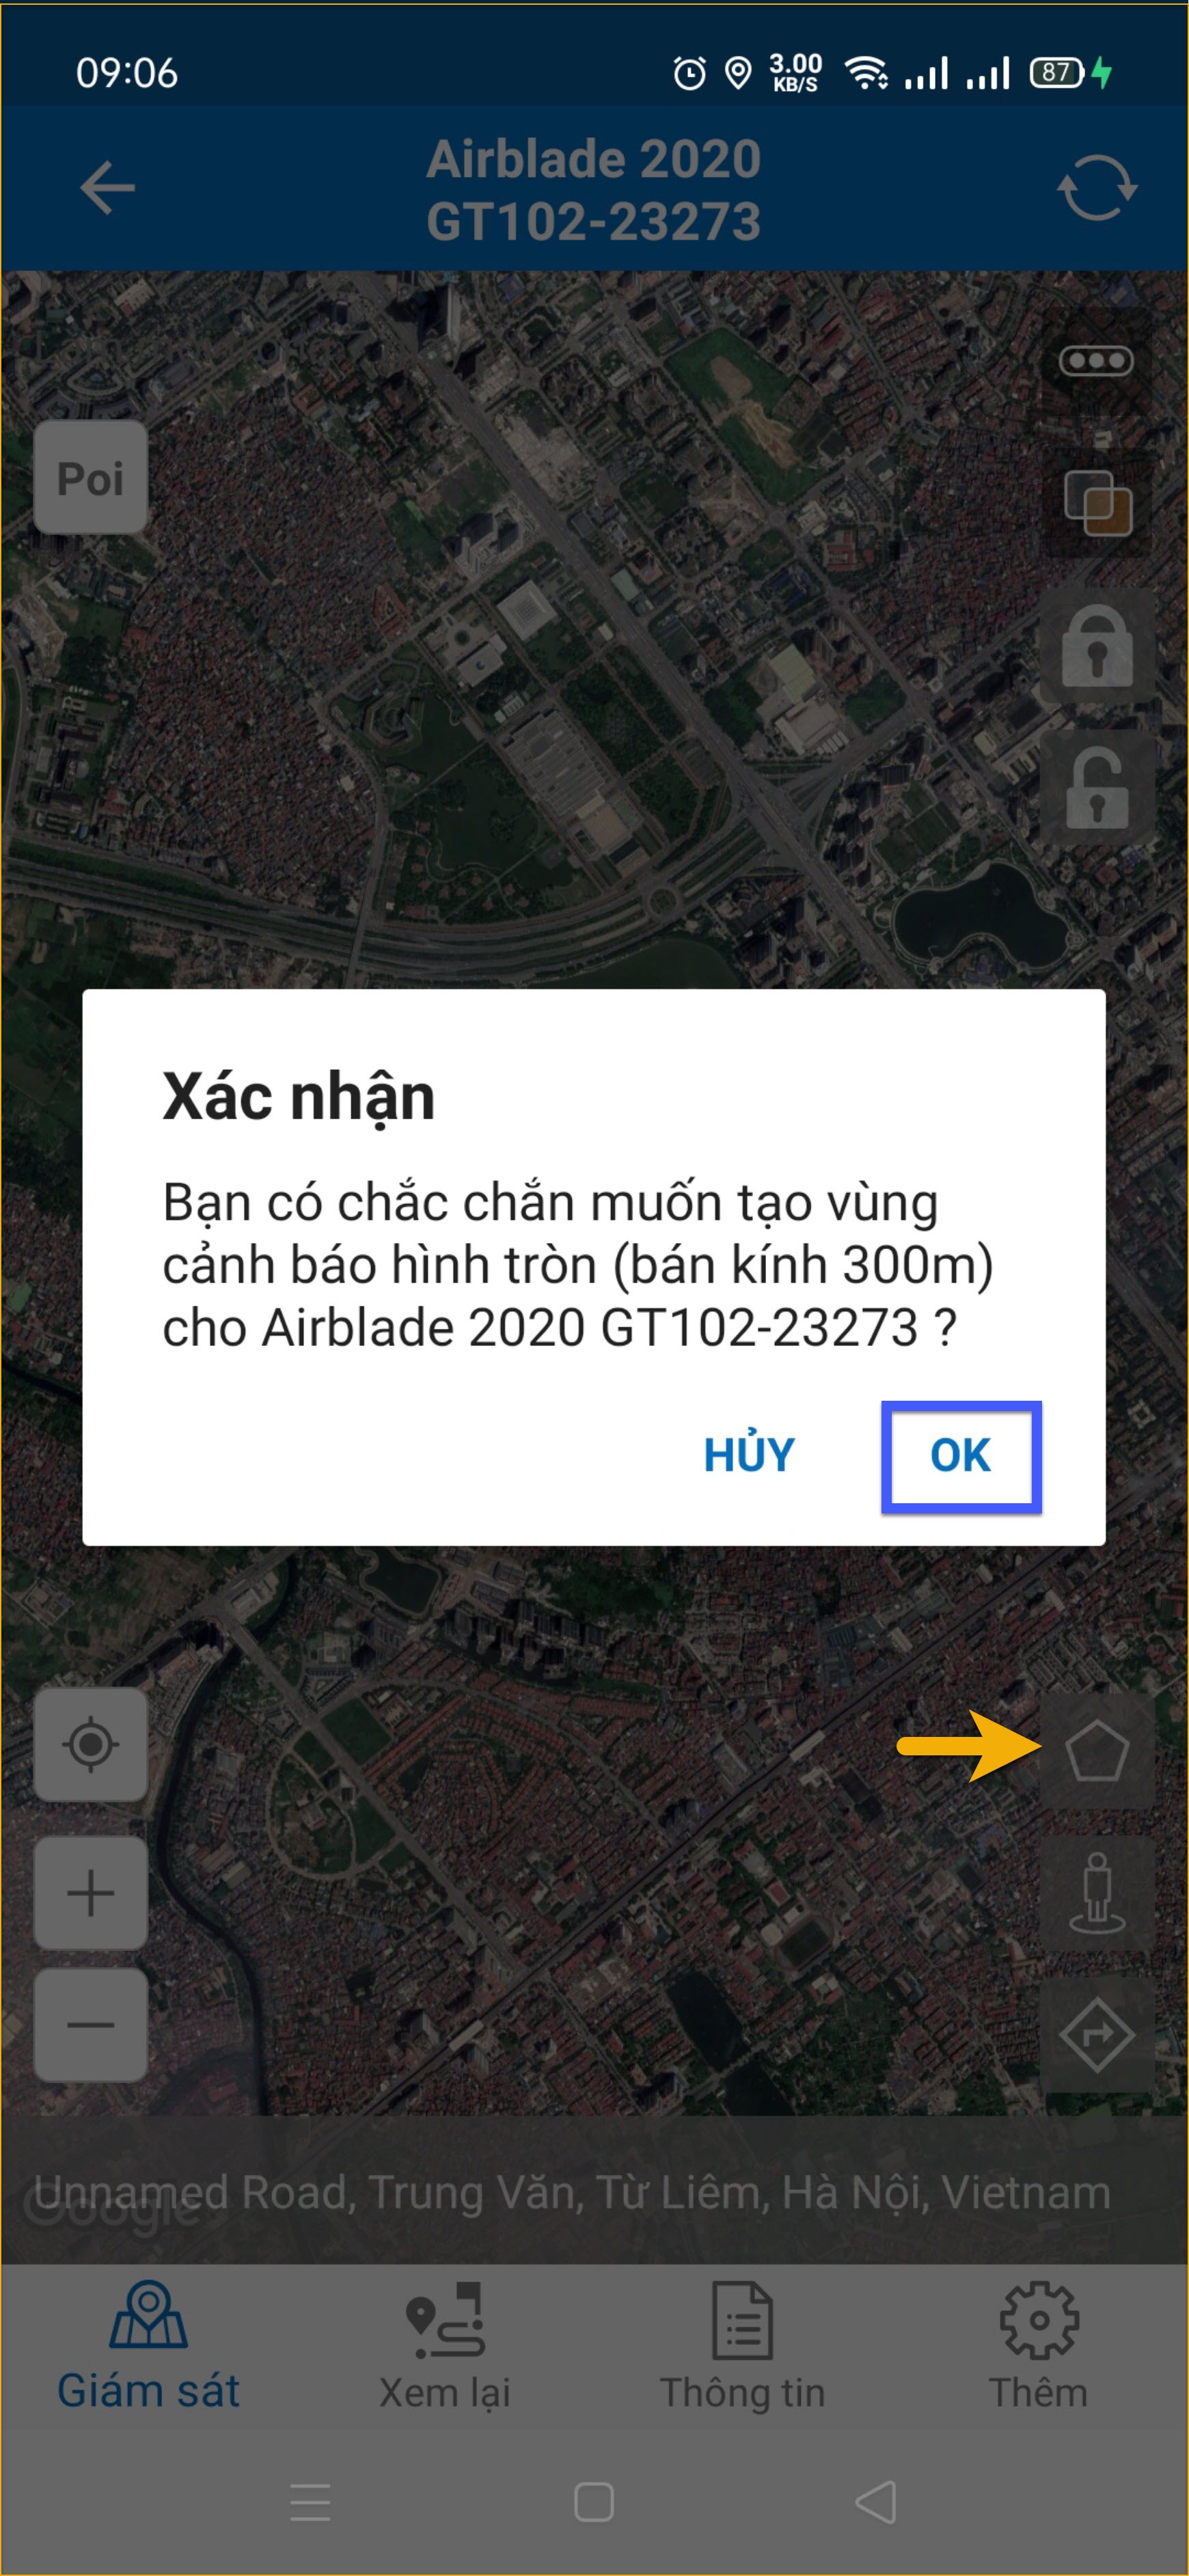 09:06
3.00
KB/S
87
Airblade 2020
GT102-23273
Poi
Xác nhận
Bạn có chắc chắn muốn tạo vùng
cảnh báo hình tròn (bán kính 300m)
cho Airblade 2020 GT102-23273 ?
HỦY
OK
Unnamed Road, Trung Văn, Từ Liêm, Hà Nội, Vietnam
Google
Giám sát
Xem lại
Thông tin
Thêm